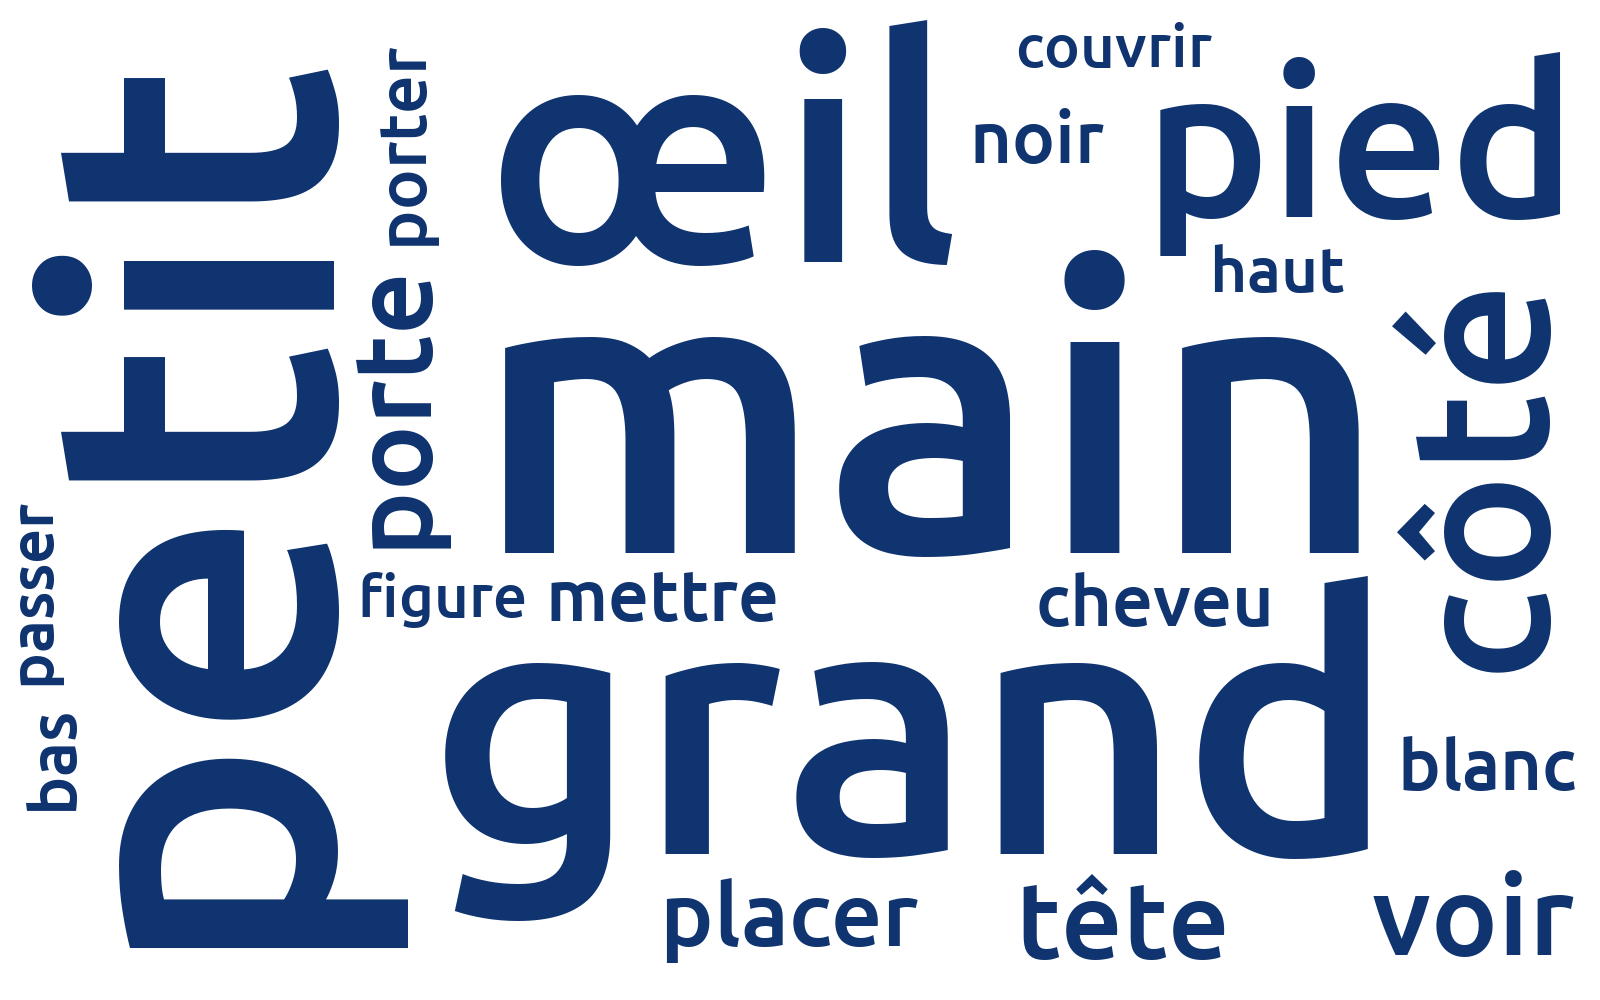 petit
porter
porte
œil
couvrir
noir
pied
haut
main
côté
passer
bas
figure
mettre
cheveu
grand
blanc
placer
tête
voir